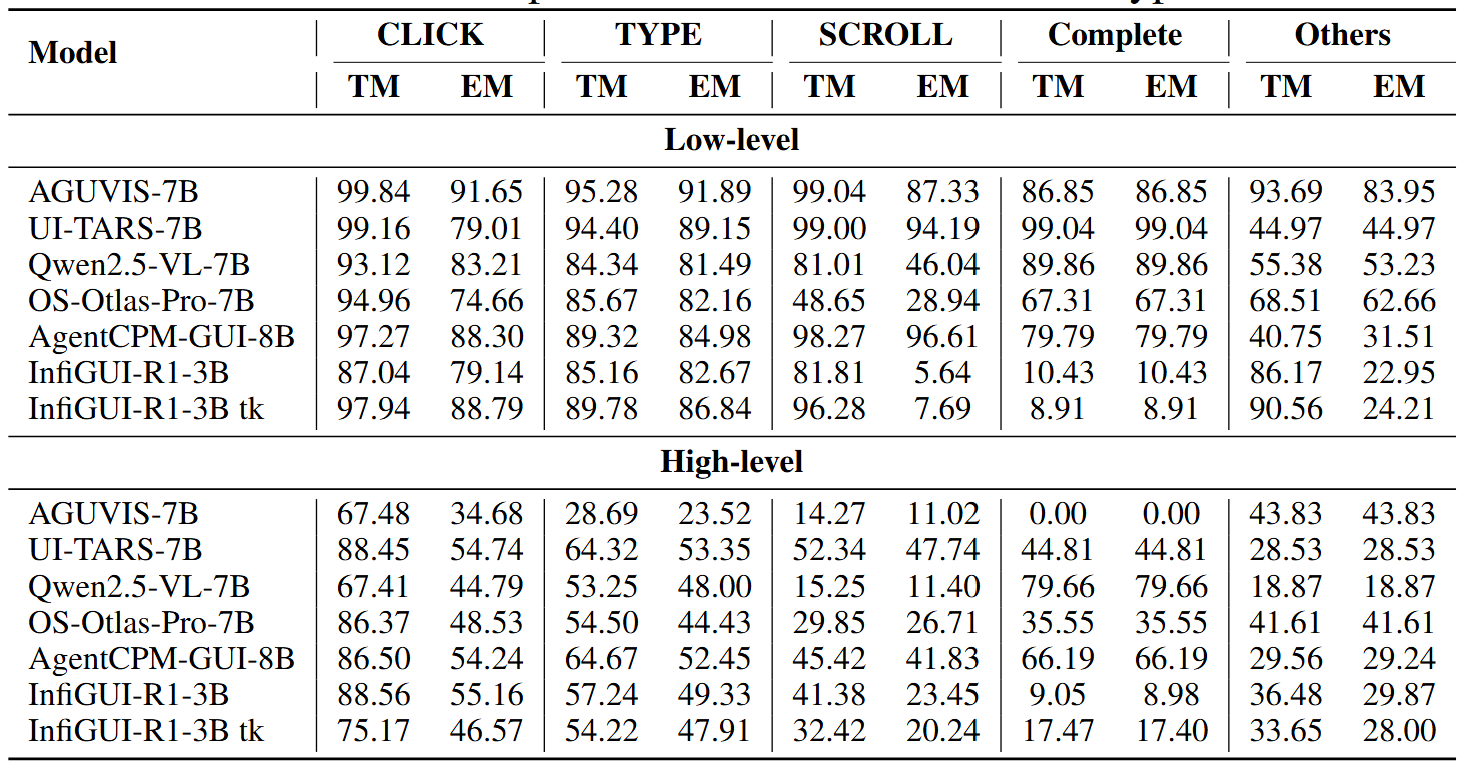 Model CLICK TYPE SCROLL Complete Others
TM EM TM EM TM EM TM EM TM EM
Low-level
AGUVIS-7B 99.84 91.65 95.28 91.89 99.04 87.33 86.85 86.85 93.69 83.95
UI-TARS-7B 99.16 79.01 94.40 89.15 99.00 94.19 99.04 99.04 44.97 44.97
Qwen2.5-VL-7B 93.12 83.21 84.34 81.49 81.01 46.04 89.86 89.86 55.38 53.23
OS-Otlas-Pro-7B 94.96 74.66 85.67 82.16 48.65 28.94 67.31 67.31 68.51 62.66
AgentCPM-GUI-8B 97.27 88.30 89.32 84.98 98.27 96.61 79.79 79.79 40.75 31.51
InfiGUI-R1-3B 87.04 79.14 85.16 82.67 81.81 5.64 10.43 10.43 86.17 22.95
InfiGUI-R1-3B tk 97.94 88.79 89.78 86.84 96.28 7.69 8.91 8.91 90.56 24.21
High-level
AGUVIS-7B 67.48 34.68 28.69 23.52 14.27 11.02 0.00 0.00 43.83 43.83
UI-TARS-7B 88.45 54.74 64.32 53.35 52.34 47.74 44.81 44.81 28.53 28.53
Qwen2.5-VL-7B 67.41 44.79 53.25 48.00 15.25 11.40 79.66 79.66 18.87 18.87
OS-Otlas-Pro-7B 86.37 48.53 54.50 44.43 29.85 26.71 35.55 35.55 41.61 41.61
AgentCPM-GUI-8B 86.50 54.24 64.67 52.45 45.42 41.83 66.19 66.19 29.56 29.24
InfiGUI-R1-3B 88.56 55.16 57.24 49.33 41.38 23.45 9.05 8.98 36.48 29.87
InfiGUI-R1-3B tk 75.17 46.57 54.22 47.91 32.42 20.24 17.47 17.40 33.65 28.00